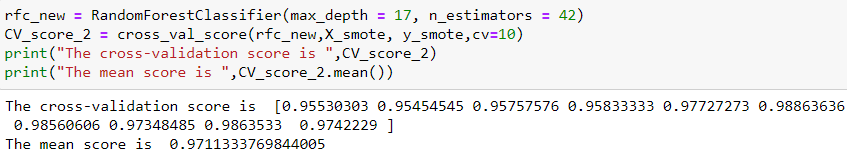 rfc_new = RandomForestClassifier(max_depth = 17, n_estimators = 42)
CV_score_2 = cross_val_score(rfc_new,X_smote, y_smote,cv=10)
print("The cross-validation score is ",CV_score_2)
print("The mean score is ",CV_score_2.mean())
The cross-validation score is  [0.95530303 0.95454545 0.95757576 0.95833333 0.97727273 0.98863636
 0.98560606 0.97348485 0.9863533  0.9742229 ]
The mean score is  0.9711333769844005